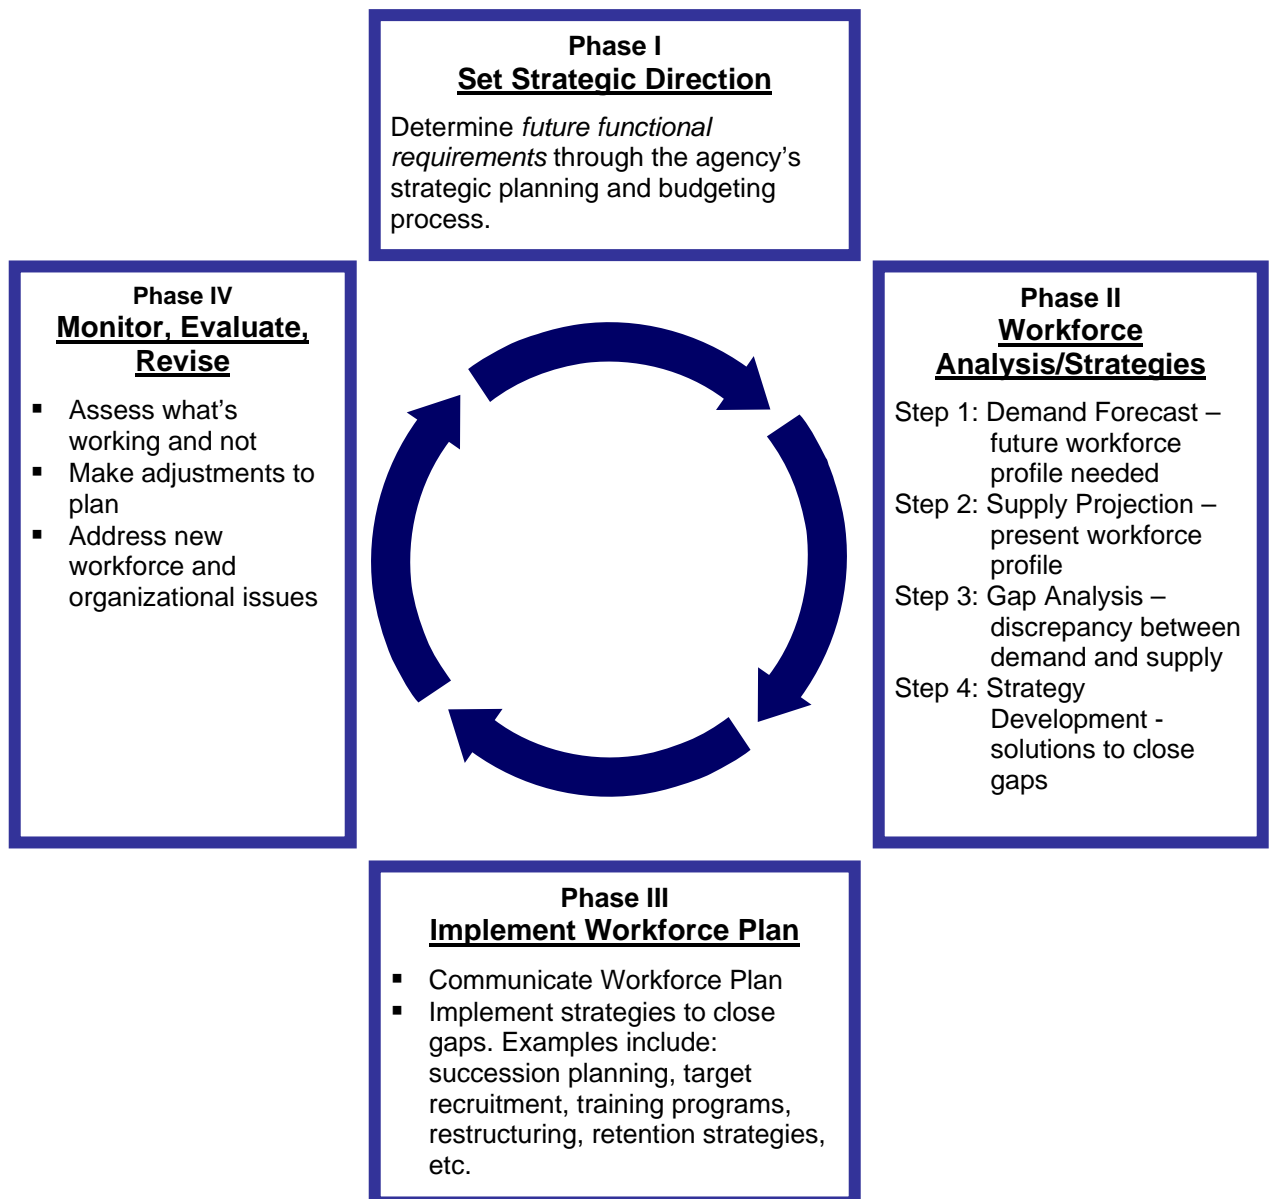 Phase I
Set Strategic Direction
Determine future functional
requirements through the agency’s
strategic planning and budgeting
process.
Phase II
Workforce
Analysis/Strategies
Step 1: Demand Forecast –
future workforce
profile needed
Step 2: Supply Projection –
present workforce
profile
Step 3: Gap Analysis –
discrepancy between
demand and supply
Step 4: Strategy
Development -
solutions to close
gaps
Phase III
Implement Workforce Plan
▪ Communicate Workforce Plan
▪ Implement strategies to close
gaps. Examples include:
succession planning, target
recruitment, training programs,
restructuring, retention strategies,
etc.
Phase IV
Monitor, Evaluate,
Revise
▪ Assess what’s
working and not
▪ Make adjustments to
plan
▪ Address new
workforce and
organizational issues